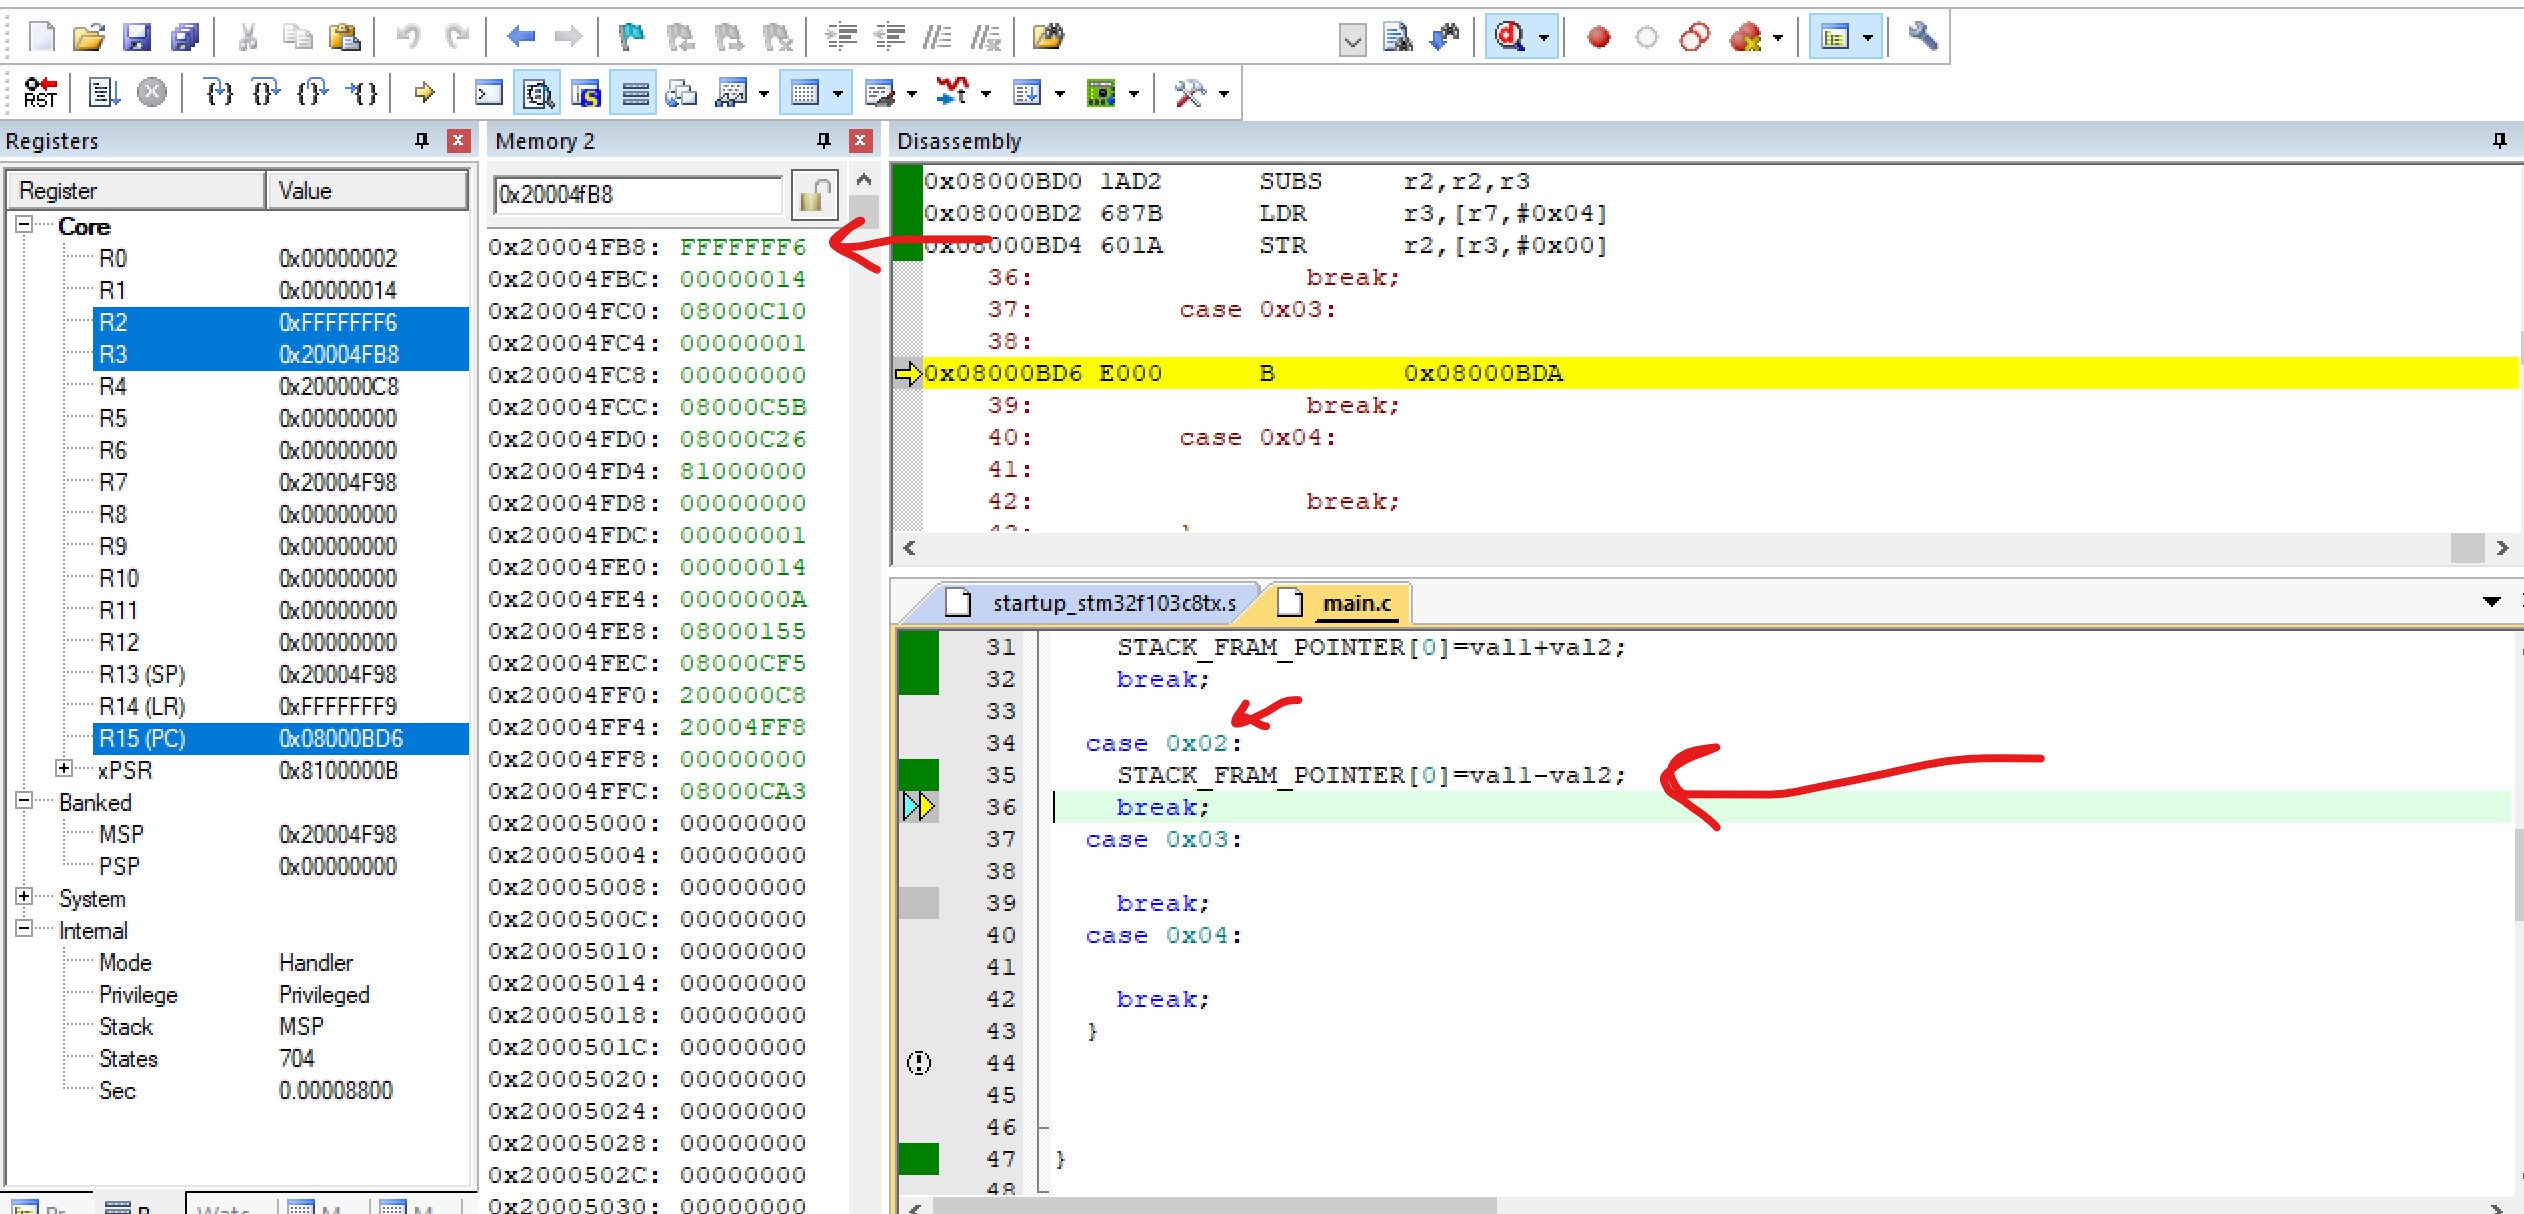 RST
Registers
Register Value
Core
R0 0x00000002
R1 0x00000014
R2 0xFFFFFFF6
R3 0x20004FB8
R4 0x200000C8
R5 0x00000000
R6 0x00000000
R7 0x20004F98
R8 0x00000000
R9 0x00000000
R10 0x00000000
R11 0x00000000
R12 0x00000000
R13 (SP) 0x20004F98
R14 (LR) 0xFFFFFFF9
R15 (PC) 0x08000BD6
xPSR 0x8100000B
Banked
MSP 0x20004F98
PSP 0x00000000
System
Internal
Mode Handler
Privilege Privileged
Stack MSP
States 704
Sec 0.00008800
Memory 2
0x20004fB8
0x20004FB8: FFFFFFF6
0x20004FBC: 00000014
0x20004FC0: 08000C10
0x20004FC4: 00000001
0x20004FC8: 00000000
0x20004FCC: 08000C5B
0x20004FD0: 08000C26
0x20004FD4: 81000000
0x20004FD8: 00000000
0x20004FDC: 00000001
0x20004FE0: 00000014
0x20004FE4: 0000000A
0x20004FE8: 08000155
0x20004FEC: 08000CF5
0x20004FF0: 200000C8
0x20004FF4: 20004FF8
0x20004FF8: 00000000
0x20004FFC: 08000CA3
0x20005000: 00000000
0x20005004: 00000000
0x20005008: 00000000
0x2000500C: 00000000
0x20005010: 00000000
0x20005014: 00000000
0x20005018: 00000000
0x2000501C: 00000000
0x20005020: 00000000
0x20005024: 00000000
0x20005028: 00000000
0x2000502C: 00000000
0x20005030: 00000000
Disassembly
0x08000BD0 1AD2 SUBS r2,r2,r3
0x08000BD2 687B LDR r3,[r7,#0x04]
0x08000BD4 601A STR r2,[r3,#0x00]
36: break;
37: case 0x03:
38:
0x08000BD6 E000 B 0x08000BDA
39: break;
40: case 0x04:
41:
42: break;
startup_stm32f103c8tx.s main.c
31 STACK_FRAM_POINTER[0]=val1+val2;
32 break;
33
34 case 0x02:
35 STACK_FRAM_POINTER[0]=val1-val2;
36 break;
37 case 0x03:
38
39 break;
40 case 0x04:
41
42 break;
43 }
44
45
46
47 }
48